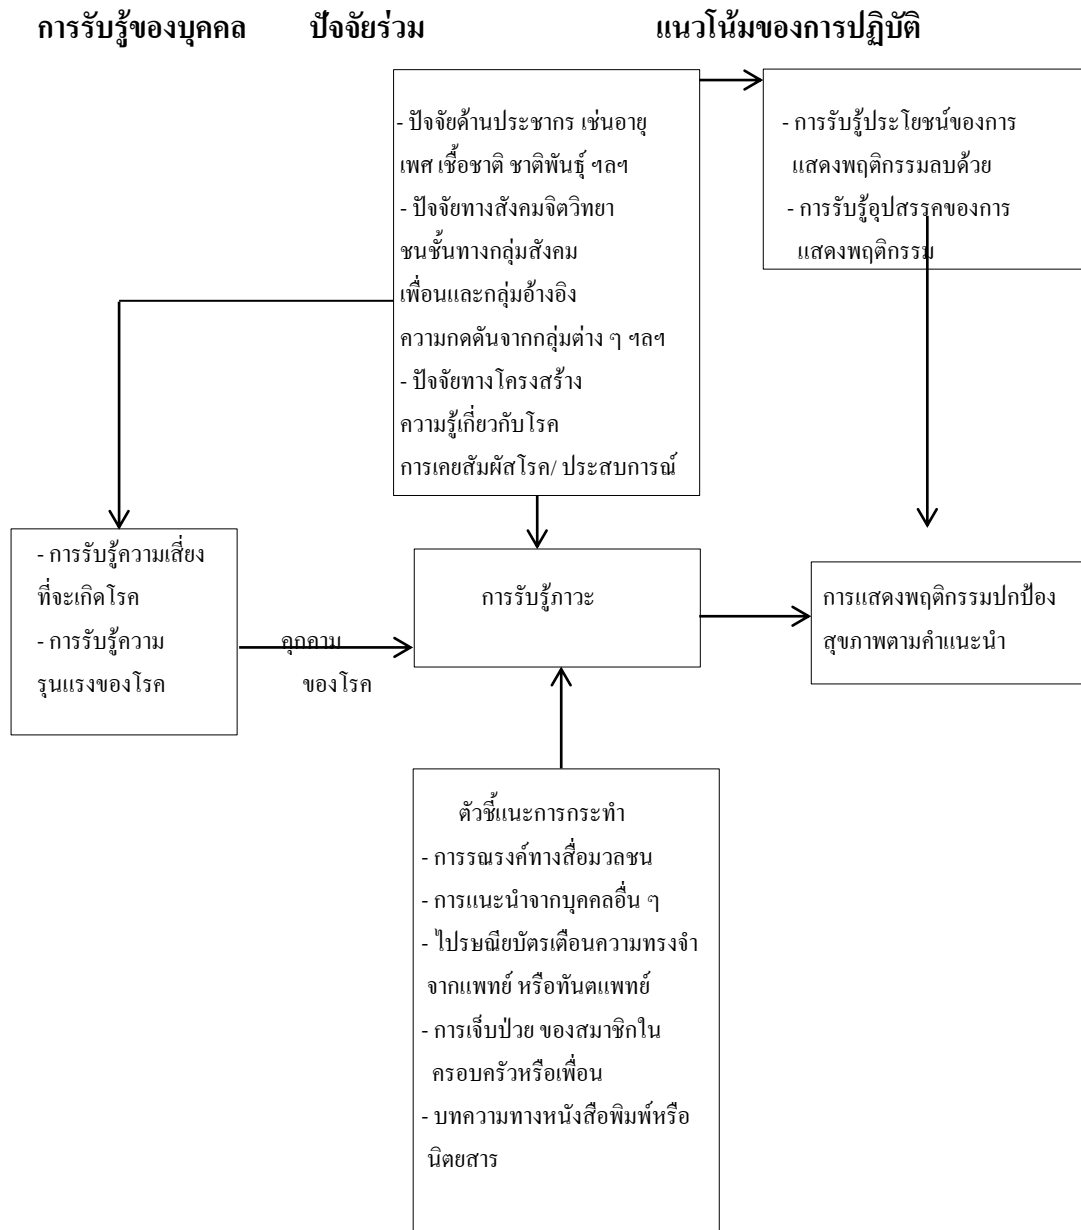 การรับรู้ของบุคคล ปัจจัยร่วม แนวโน้มของการปฏิบัติ
- ปัจจัยด้านประชากร เช่นอายุ
เพศ เชื้อชาติ ชาติพันธุ์ ฯลฯ
- ปัจจัยทางสังคมจิตวิทยา
ชนชั้นทางกลุ่มสังคม
เพื่อนและกลุ่มอ้างอิง
ความกดดันจากกลุ่มต่าง ๆ ฯลฯ
- ปัจจัยทางโครงสร้าง
ความรู้เกี่ยวกับโรค
การเคยสัมผัสโรค/ ประสบการณ์
- การรับรู้ประโยชน์ของการ
แสดงพฤติกรรมลบด้วย
- การรับรู้อุปสรรคของการ
แสดงพฤติกรรม
- การรับรู้ความเสี่ยง
ที่จะเกิดโรค
- การรับรู้ความ
รุนแรงของโรค
คุกคาม
ของโรค
การรับรู้ภาวะ
การแสดงพฤติกรรมปกป้อง
สุขภาพตามคำแนะนำ
ตัวชี้แนะการกระทำ
- การรณรงค์ทางสื่อมวลชน
- การแนะนำจากบุคคลอื่น ๆ
- ไปรษณียบัตรเตือนความทรงจำ
จากแพทย์ หรือทันตแพทย์
- การเจ็บป่วย ของสมาชิกใน
ครอบครัวหรือเพื่อน
- บทความทางหนังสือพิมพ์หรือ
นิตยสาร